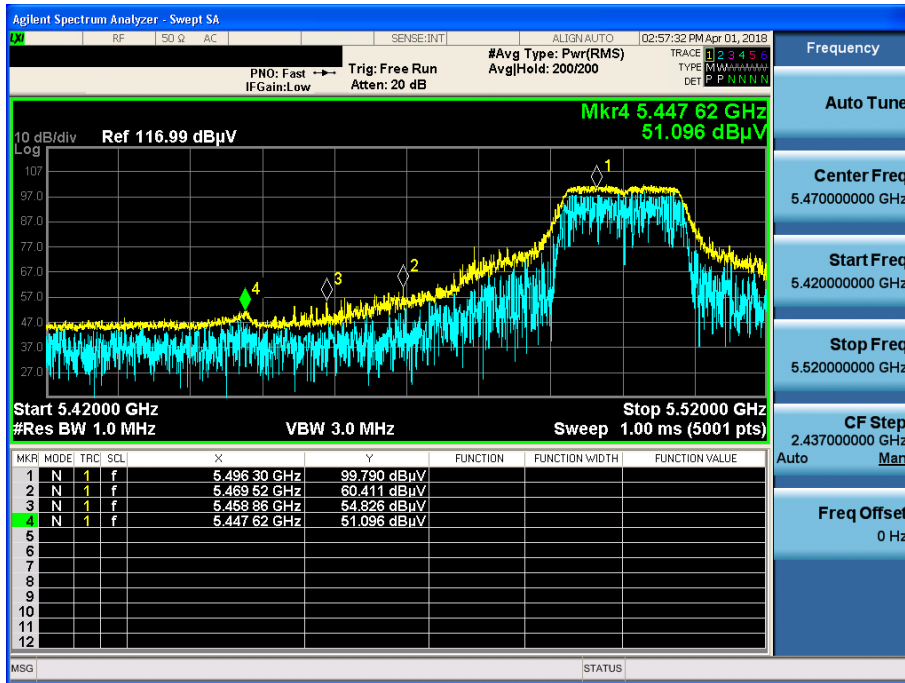 Agilent Spectrum Analyzer - Swept SA
LXI RF 50 Ω AC SENSE:INT ALIGN AUTO 02:57:32 PM Apr 01, 2018
PNO: Fast
IFGain:Low
Trig: Free Run
Atten: 20 dB
#Avg Type: Pwr(RMS)
Avg|Hold: 200/200
TRACE 1 2 3 4 5 6
TYPE M W W W W W
DET P P N N N N
Mkr4 5.447 62 GHz
51.096 dBµV
10 dB/div Ref 116.99 dBµV
Log
107
97.0
87.0
77.0
67.0
57.0
47.0
37.0
27.0
1
2
3
4
Start 5.42000 GHz Stop 5.52000 GHz
#Res BW 1.0 MHz VBW 3.0 MHz Sweep 1.00 ms (5001 pts)
MKR MODE TRC SCL X Y FUNCTION FUNCTION WIDTH FUNCTION VALUE
1 N 1 f 5.496 30 GHz 99.790 dBµV
2 N 1 f 5.469 52 GHz 60.411 dBµV
3 N 1 f 5.458 86 GHz 54.826 dBµV
4 N 1 f 5.447 62 GHz 51.096 dBµV
5
6
7
8
9
10
11
12
MSG STATUS
Frequency
Auto Tune
Center Freq
5.470000000 GHz
Start Freq
5.420000000 GHz
Stop Freq
5.520000000 GHz
CF Step
2.437000000 GHz
Auto Man
Freq Offset
0 Hz